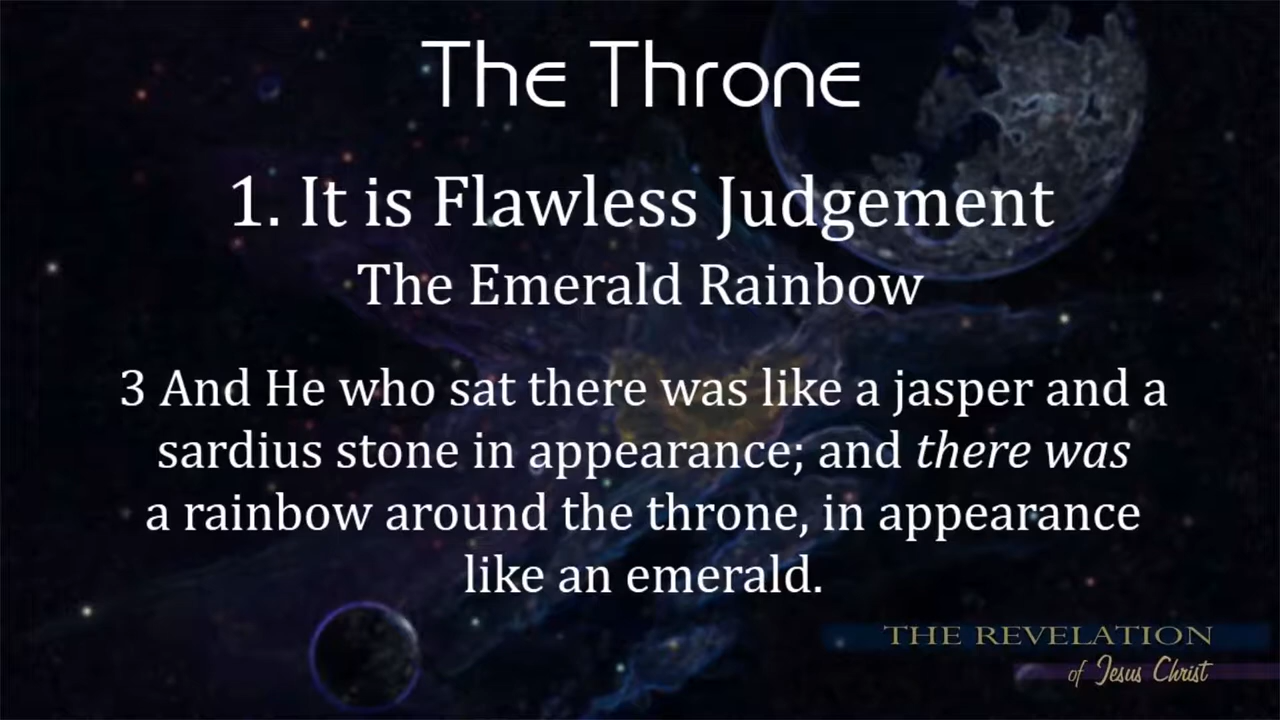 The Throne
1. It is Flawless Judgement
The Emerald Rainbow
3 And He who sat there was like a jasper and a
sardius stone in appearance; and there was
a rainbow around the throne, in appearance
like an emerald.
THE REVELATION
of Jesus Christ